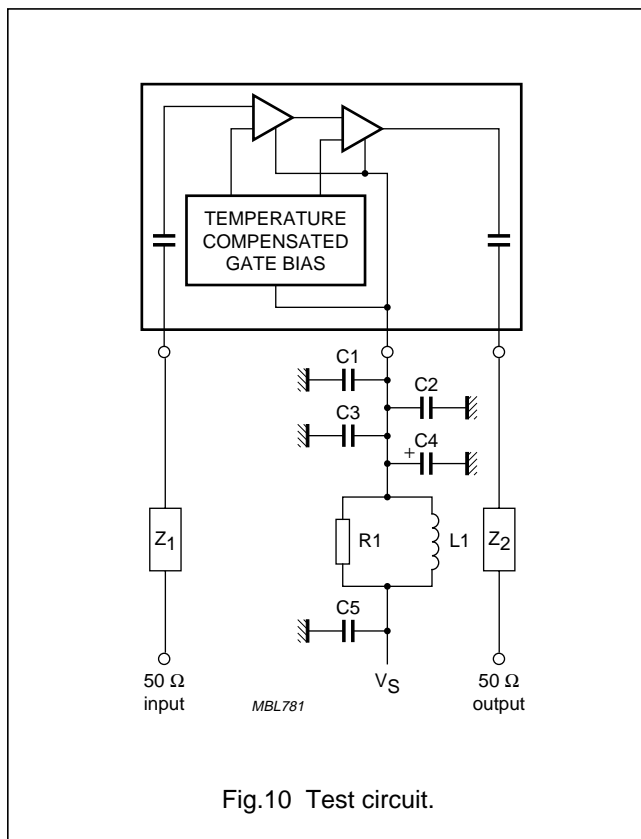 TEMPERATURE
COMPENSATED
GATE BIAS
C1
C2
C3
+ C4
Z1
R1
L1
Z2
C5
50 Ω
input
MBL781
VS
50 Ω
output
Fig.10 Test circuit.